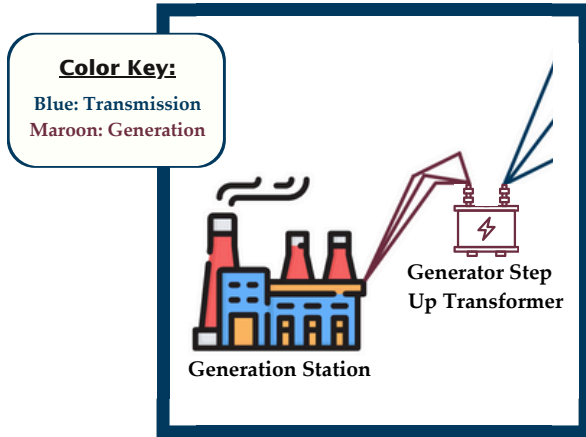 Color Key:
Blue: Transmission
Maroon: Generation
Generator Step
Up Transformer
Generation Station